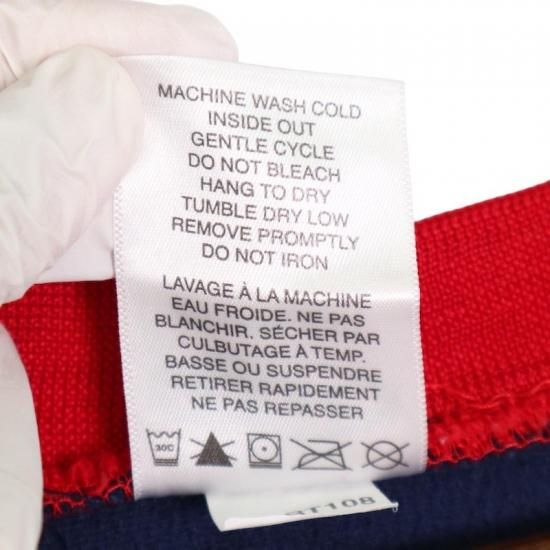 MACHINE WASH COLD
INSIDE OUT
GENTLE CYCLE
DO NOT BLEACH
HANG TO DRY
TUMBLE DRY LOW
REMOVE PROMPTLY
DO NOT IRON
LAVAGE À LA MACHINE
EAU FROIDE. NE PAS
BLANCHIR. SÉCHER PAR
CULBUTAGE À TEMP.
BASSE OU SUSPENDRE
RETIRER RAPIDEMENT
NE PAS REPASSER
30C